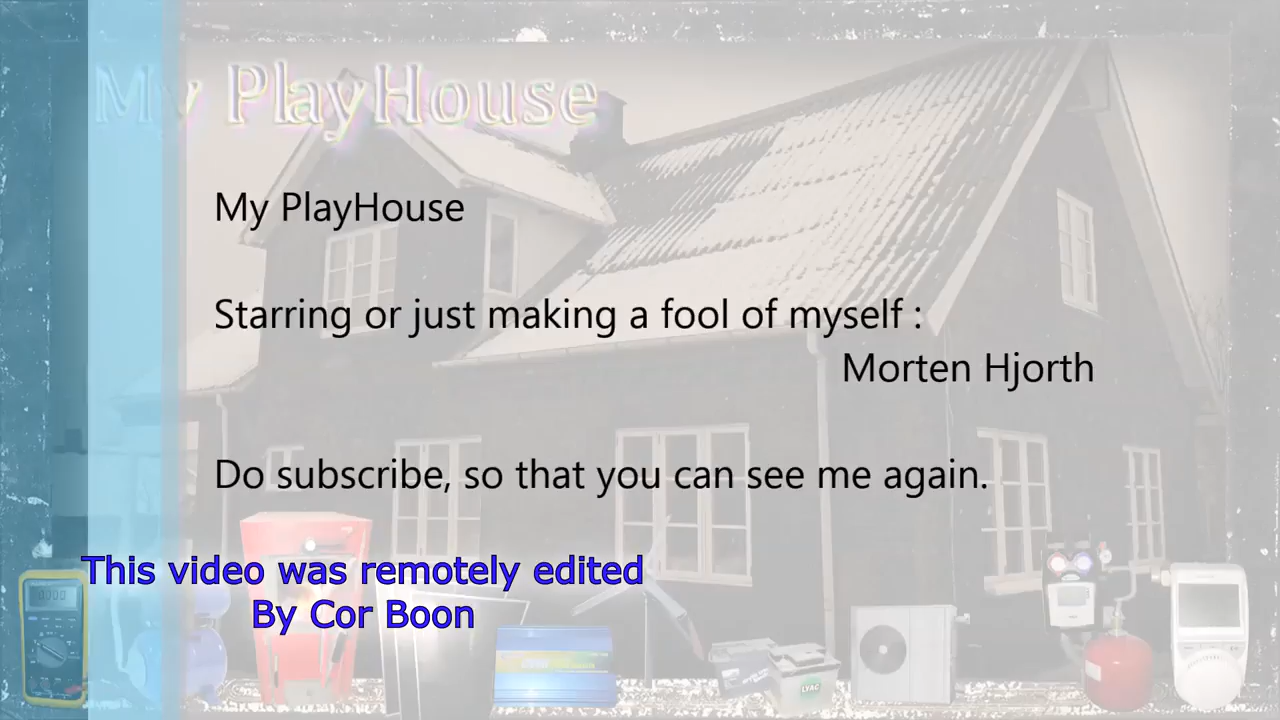 My PlayHouse
My PlayHouse
Starring or just making a fool of myself :
Morten Hjorth
Do subscribe, so that you can see me again.
This video was remotely edited
By Cor Boon
LYAC